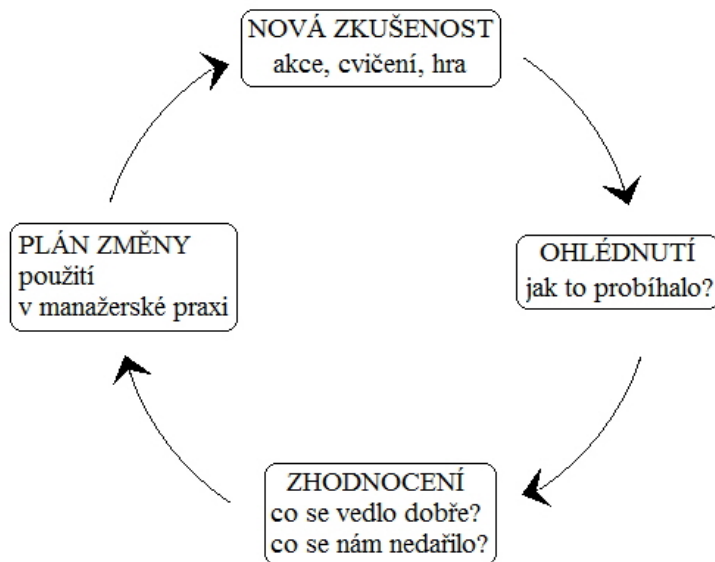 NOVÁ ZKUŠENOST
akce, cvičení, hra
OHLÉDNUTÍ
jak to probíhalo?
ZHODNOCENÍ
co se vedlo dobře?
co se nám nedařilo?
PLÁN ZMĚNY
použití
v manažerské praxi